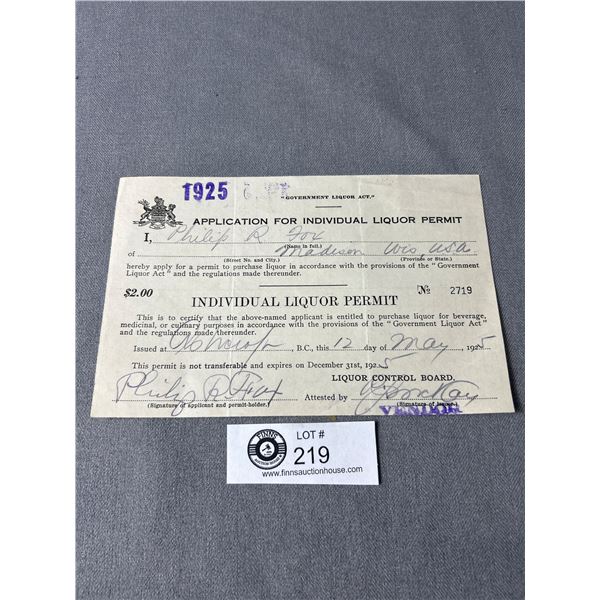 1925
"GOVERNMENT LIQUOR ACT."
APPLICATION FOR INDIVIDUAL LIQUOR PERMIT
I, Philip R Fox
(Name in full.)
of Madison Wis USA
(Street No. and City.) (Province or State.)
hereby apply for a permit to purchase liquor in accordance with the provisions of the "Government
Liquor Act" and the regulations made thereunder.
$2.00 INDIVIDUAL LIQUOR PERMIT № 2719
This is to certify that the above-named applicant is entitled to purchase liquor for beverage,
medicinal, or culinary purposes in accordance with the provisions of the "Government Liquor Act"
and the regulations made thereunder.
Issued at , B.C., this 12 day of May, 1925
This permit is not transferable and expires on December 31st, 1925
LIQUOR CONTROL BOARD.
Philip R Fox Attested by
(Signature of applicant and permit-holder.) (Signature of issuer.)
VENDOR
FINNS
AUCTION HOUSE
LOT #
219
www.finnsauctionhouse.com